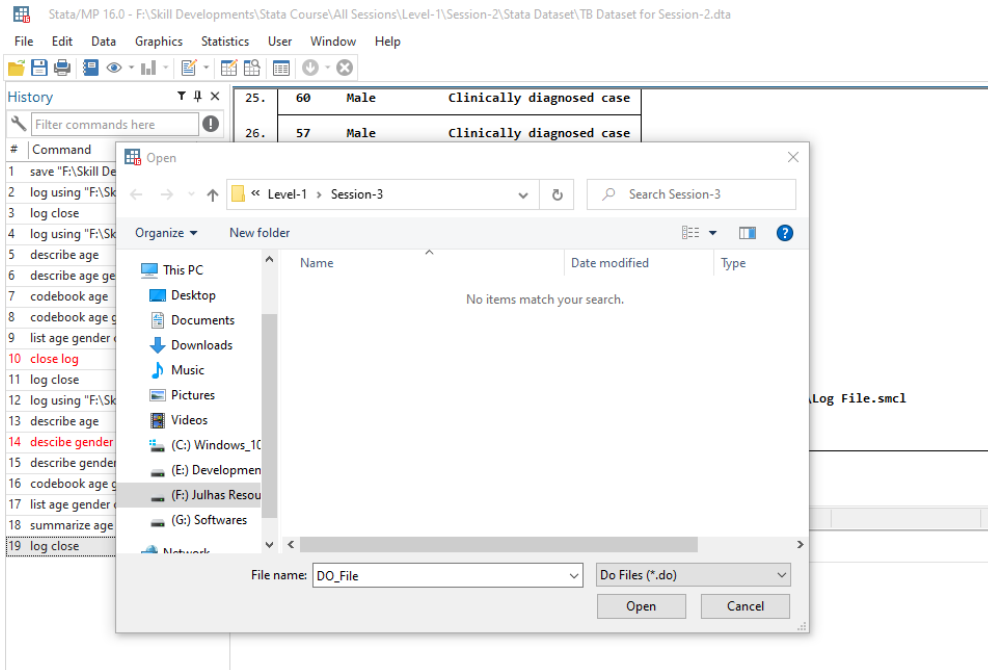 Stata/MP 16.0 - F:\Skill Developments\Stata Course\All Sessions\Level-1\Session-2\Stata Dataset\TB Dataset for Session-2.dta
File Edit Data Graphics Statistics User Window Help
History
Filter commands here
# Command
1 save "F:\Skill De
2 log using "F:\Sk
3 log close
4 log using "F:\Sk
5 describe age
6 describe age ge
7 codebook age
8 codebook age g
9 list age gender
10 close log
11 log close
12 log using "F:\Sk
13 describe age
14 descibe gender
15 describe gender
16 codebook age g
17 list age gender
18 summarize age
19 log close
25. 60 Male Clinically diagnosed case
26. 57 Male Clinically diagnosed case
\Log File.smcl
Open
« Level-1 › Session-3
Search Session-3
Organize New folder
Name Date modified Type
No items match your search.
This PC
Desktop
Documents
Downloads
Music
Pictures
Videos
(C:) Windows_10
(E:) Developmen
(F:) Julhas Resou
(G:) Softwares
Network
File name: DO_File Do Files (*.do)
Open Cancel